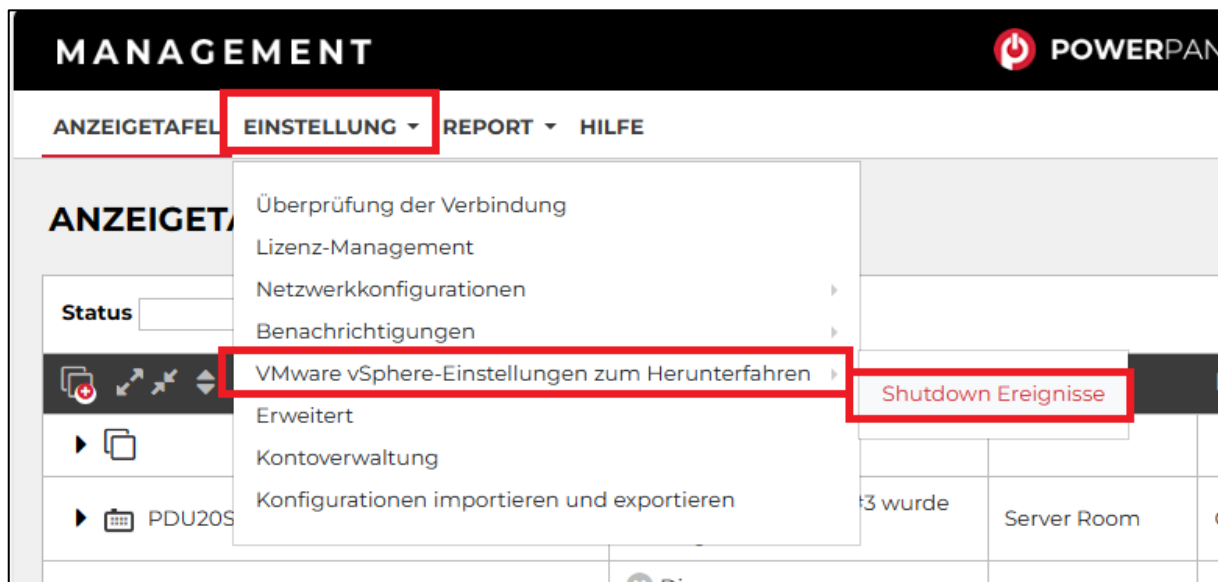 MANAGEMENT
POWERPAN
ANZEIGETAFEL EINSTELLUNG REPORT HILFE
ANZEIGETA
Überprüfung der Verbindung
Lizenz-Management
Netzwerkkonfigurationen
Status
Benachrichtigungen
VMware vSphere-Einstellungen zum Herunterfahren
Shutdown Ereignisse
Erweitert
Kontoverwaltung
Konfigurationen importieren und exportieren
PDU20S
#3 wurde
Server Room